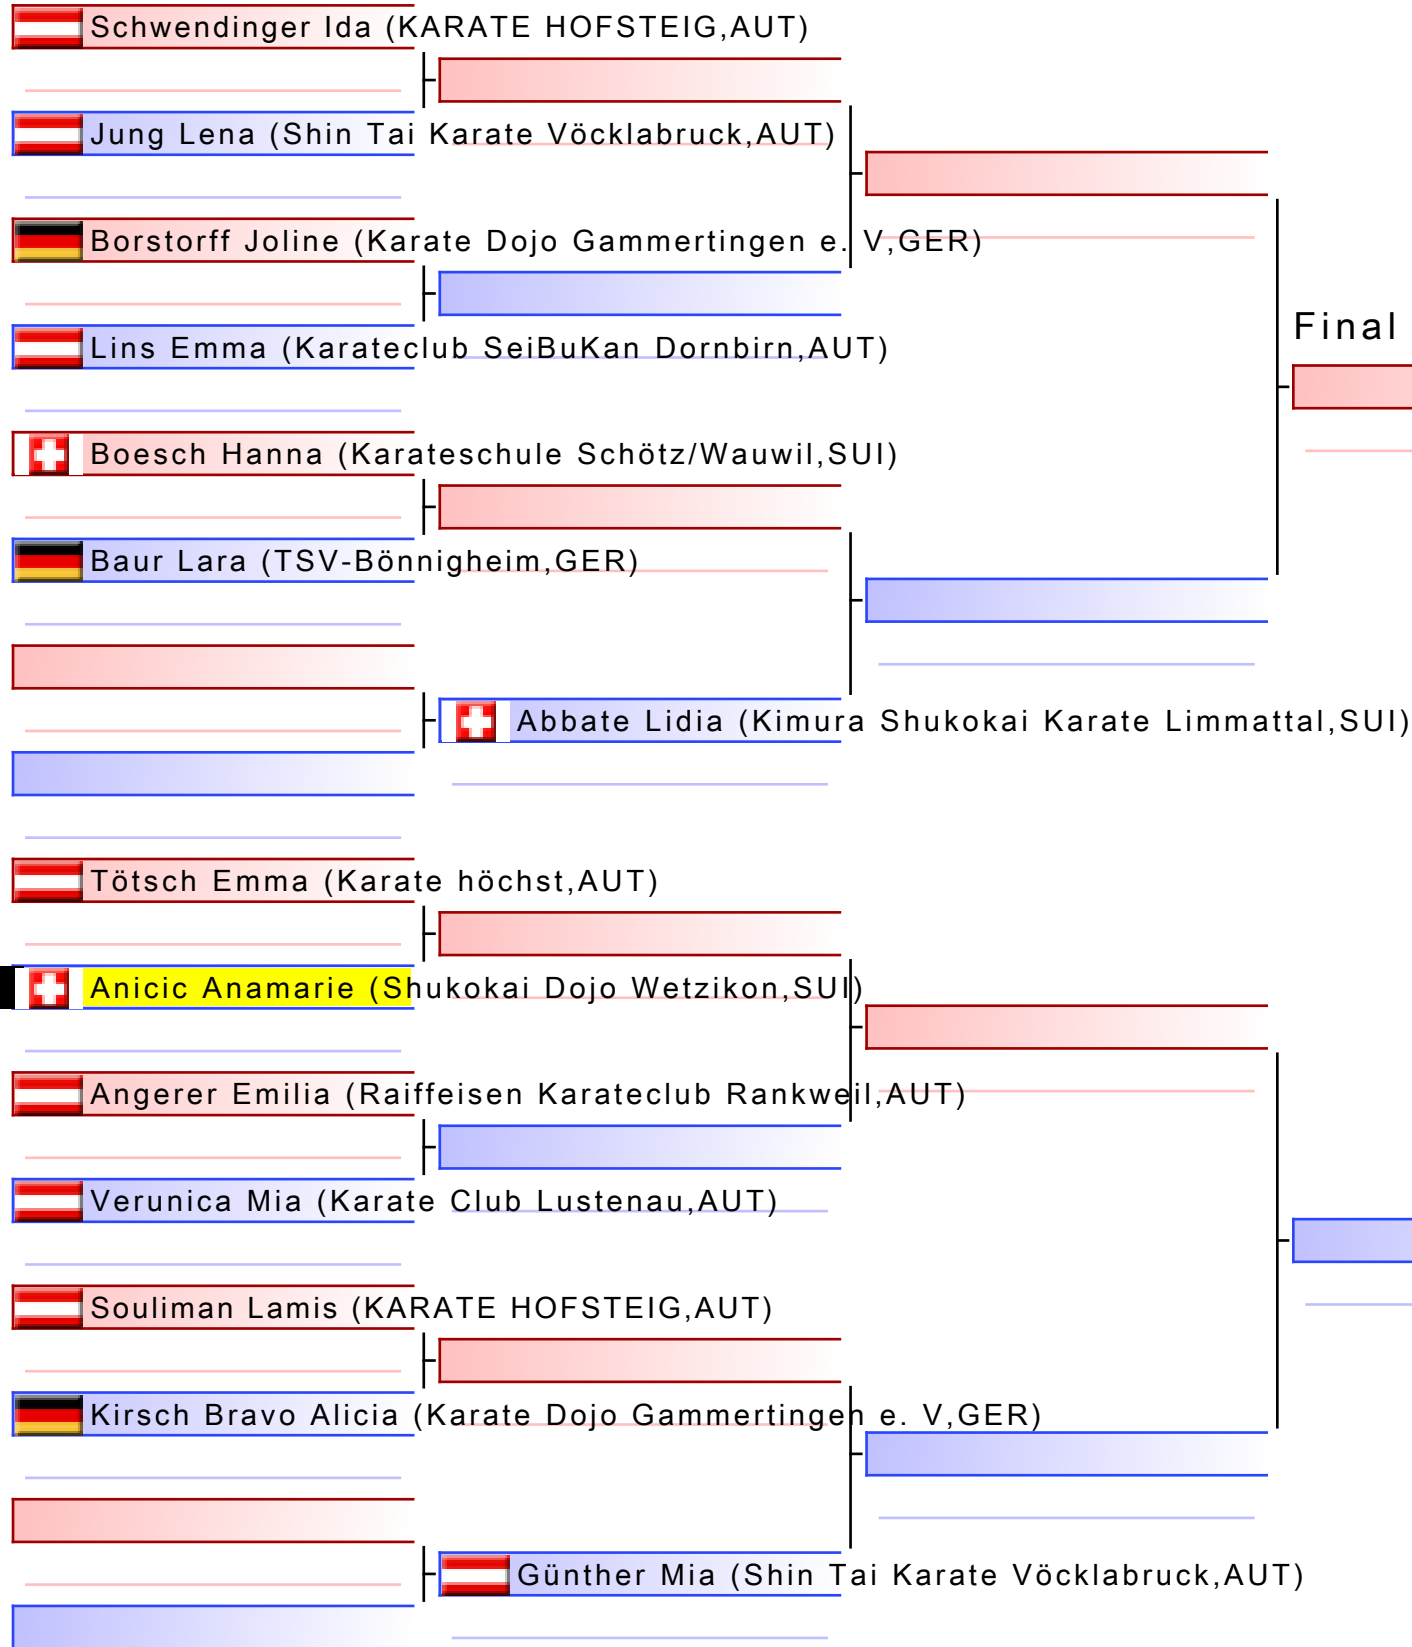 Schwendinger Ida (KARATE HOFSTEIG,AUT)
Jung Lena (Shin Tai Karate Vöcklabruck,AUT)
Borstorff Joline (Karate Dojo Gammertingen e. V,GER)
Final
Lins Emma (Karateclub SeiBuKan Dornbirn,AUT)
Boesch Hanna (Karateschule Schötz/Wauwil,SUI)
Baur Lara (TSV-Bönnigheim,GER)
Abbate Lidia (Kimura Shukokai Karate Limmattal,SUI)
Tötsch Emma (Karate höchst,AUT)
Anicic Anamarie (Shukokai Dojo Wetzikon,SUI)
Angerer Emilia (Raiffeisen Karateclub Rankweil,AUT)
Verunica Mia (Karate Club Lustenau,AUT)
Souliman Lamis (KARATE HOFSTEIG,AUT)
Kirsch Bravo Alicia (Karate Dojo Gammertingen e. V,GER)
Günther Mia (Shin Tai Karate Vöcklabruck,AUT)